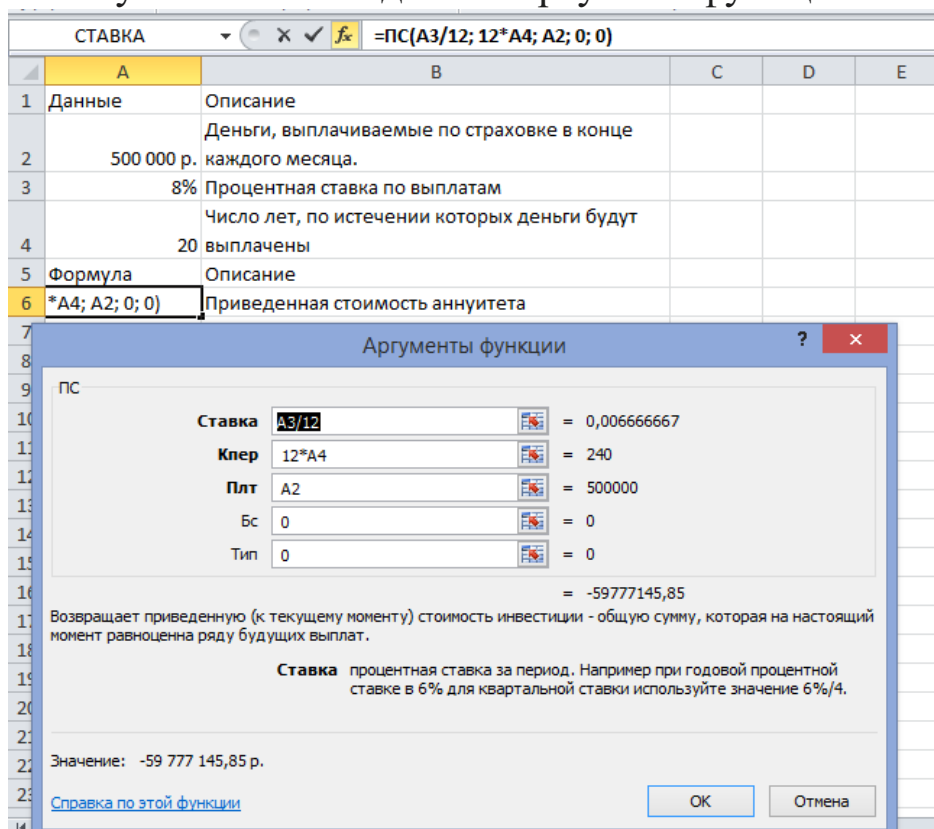 СТАВКА =ПС(A3/12; 12*A4; A2; 0; 0)
A B C D E
1 Данные Описание
Деньги, выплачиваемые по страховке в конце
2 500 000 р. каждого месяца.
3 8% Процентная ставка по выплатам
Число лет, по истечении которых деньги будут
4 20 выплачены
5 Формула Описание
6 *A4; A2; 0; 0) Приведенная стоимость аннуитета
7
Аргументы функции ? ×
8
9 ПС
Ставка A3/12 = 0,006666667
Кпер 12*A4 = 240
Плт A2 = 500000
Бс 0 = 0
Тип 0 = 0
= -59777145,85
Возвращает приведенную (к текущему моменту) стоимость инвестиции - общую сумму, которая на настоящий
момент равноценна ряду будущих выплат.
Ставка процентная ставка за период. Например при годовой процентной
ставке в 6% для квартальной ставки используйте значение 6%/4.
Значение: -59 777 145,85 р.
Справка по этой функции OK Отмена